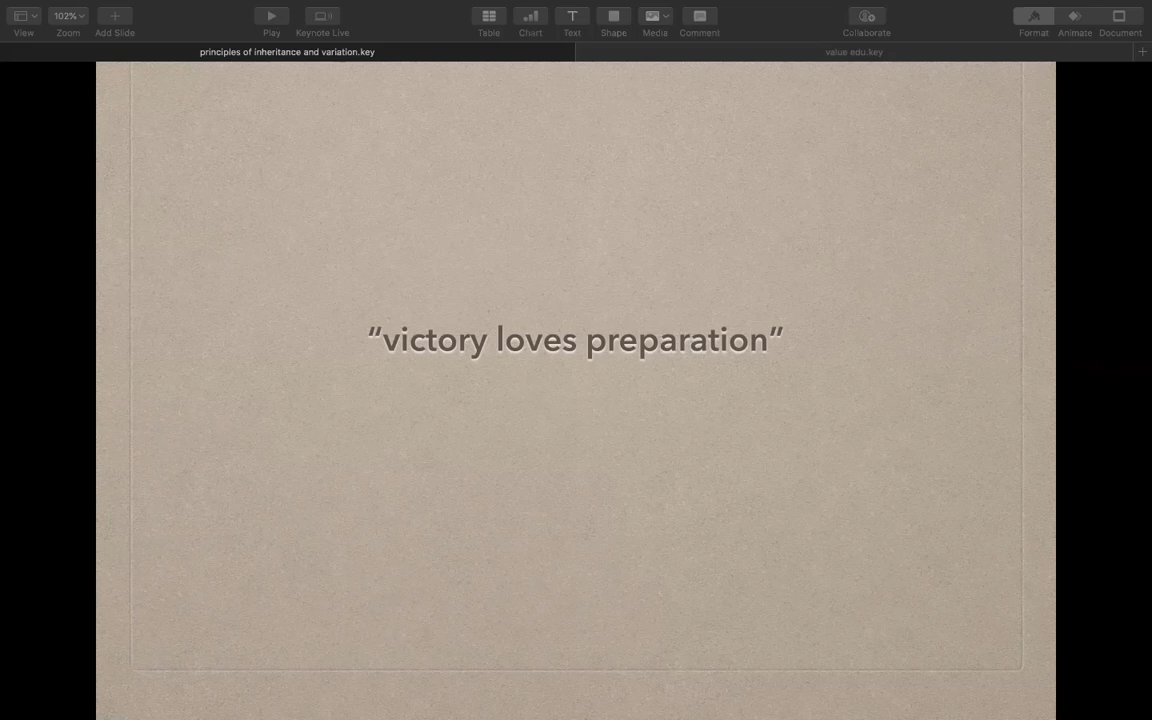 102%
View
Zoom
Add Slide
Play
Keynote Live
Table
Chart
Text
Shape
Media
Comment
Collaborate
Format
Animate
Document
principles of inheritance and variation.key
value edu.key
“victory loves preparation”